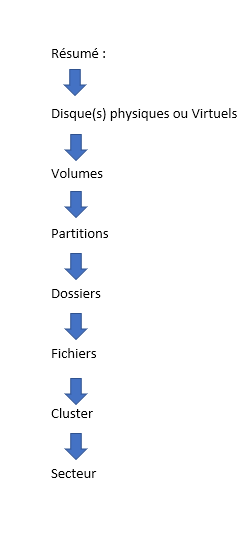 Résumé :
Disque(s) physiques ou Virtuels
Volumes
Partitions
Dossiers
Fichiers
Cluster
Secteur